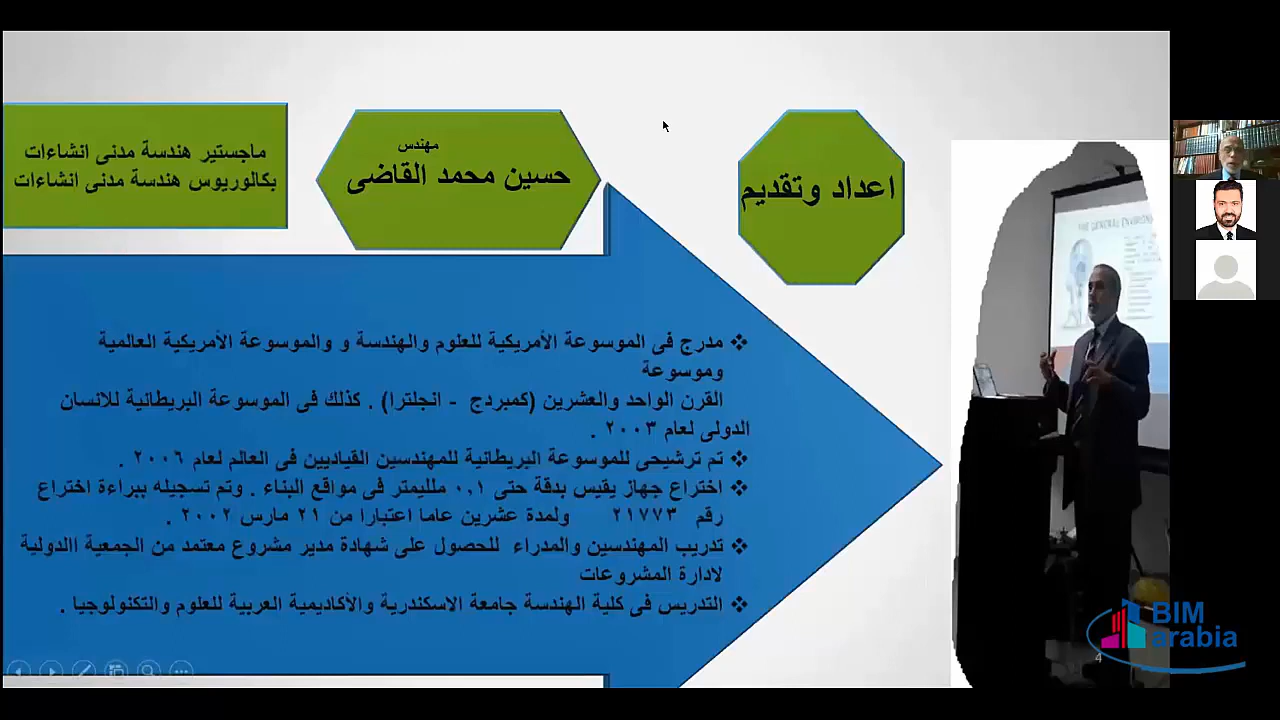 اعداد وتقديم
مهندس
حسين محمد القاضى
ماجستير هندسة مدنى انشاءات
بكالوريوس هندسة مدنى انشاءات
❖ مدرج فى الموسوعة الأمريكية للعلوم والهندسة و والموسوعة الأمريكية العالمية
وموسوعة
القرن الواحد والعشرين (كمبردج - انجلترا) . كذلك فى الموسوعة البريطانية للانسان
الدولى لعام ٢٠٠٣ .
❖ تم ترشيحى للموسوعة البريطانية للمهندسين القياديين فى العالم لعام ٢٠٠٦ .
❖ اختراع جهاز يقيس بدقة حتى ٠,١ ملليمتر فى مواقع البناء . وتم تسجيله ببراءة اختراع
رقم ٢١٧٧٣ ولمدة عشرين عاما اعتبارا من ٢١ مارس ٢٠٠٢ .
❖ تدريب المهندسين والمدراء للحصول على شهادة مدير مشروع معتمد من الجمعية االدولية
لادارة المشروعات
❖ التدريس فى كلية الهندسة جامعة الاسكندرية والأكاديمية العربية للعلوم والتكنولوجيا .
THE GENERAL
BIM
arabia
4